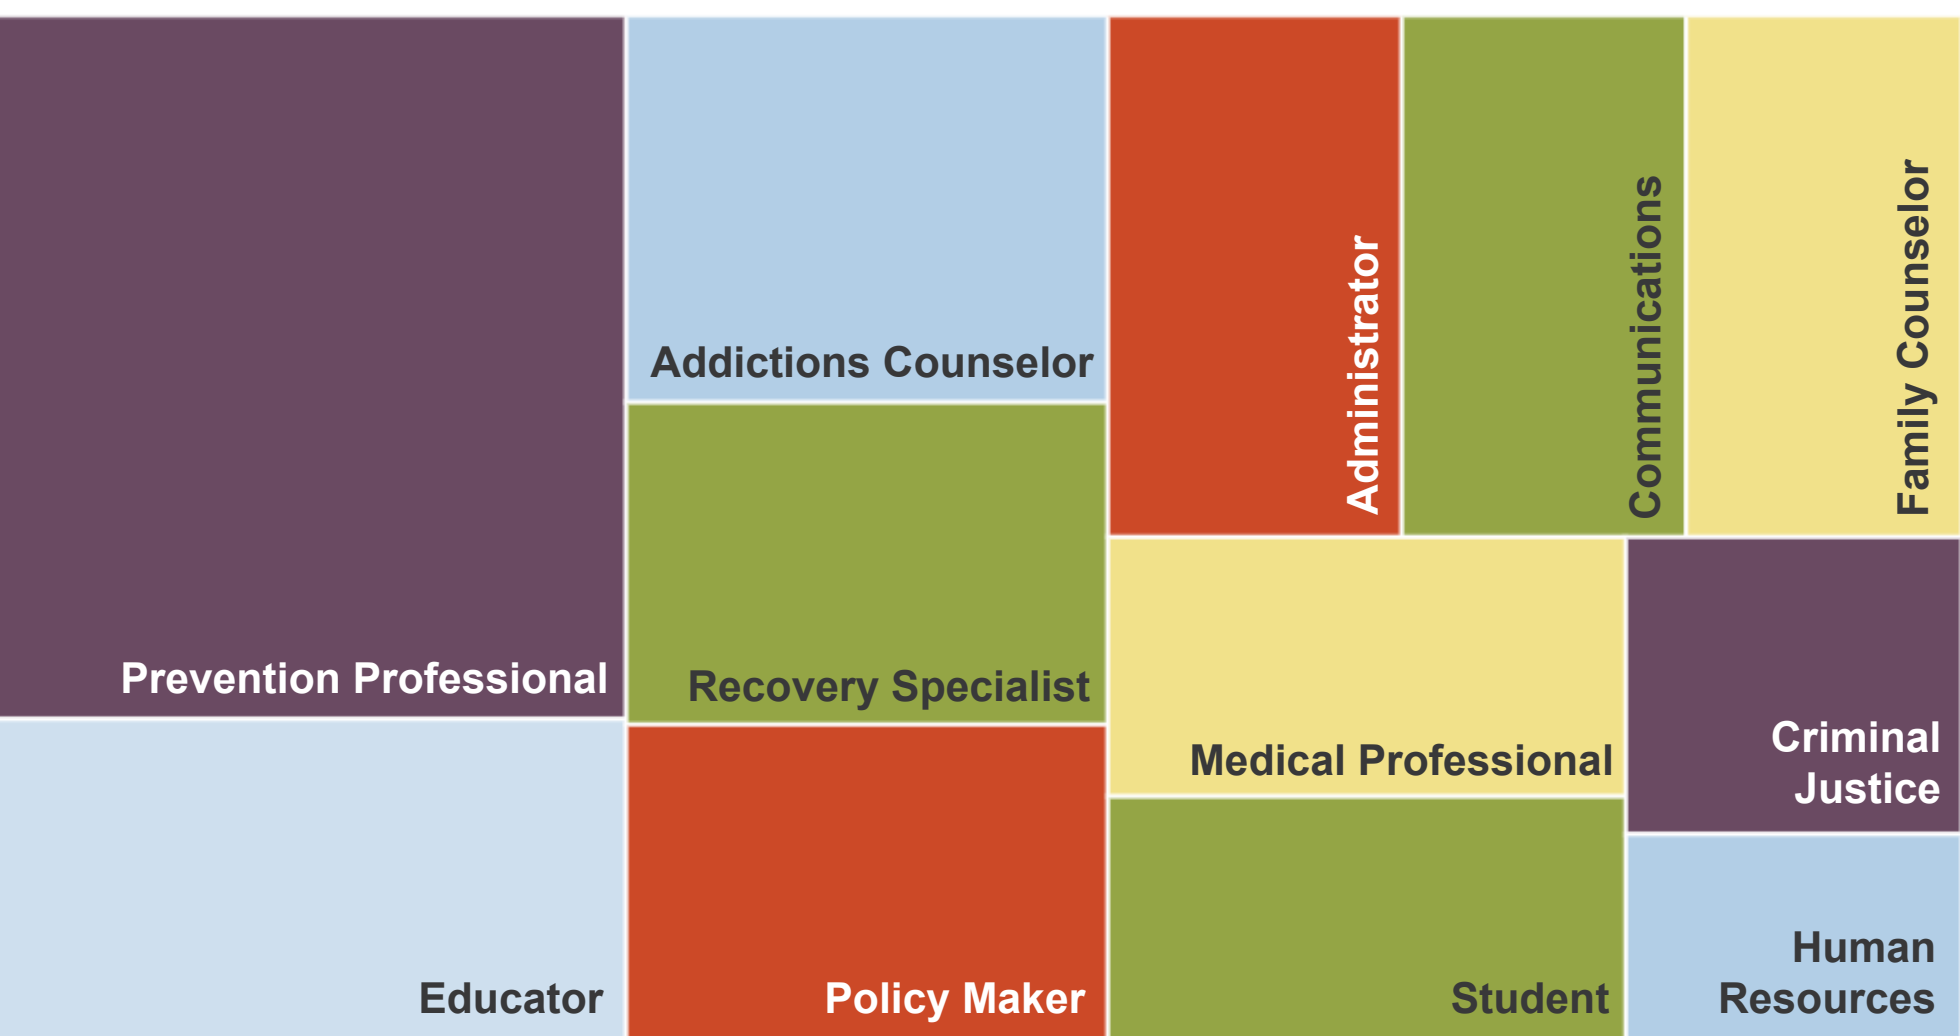 Prevention Professional
Educator
Addictions Counselor
Recovery Specialist
Policy Maker
Administrator
Communications
Family Counselor
Medical Professional
Student
Criminal
Justice
Human
Resources